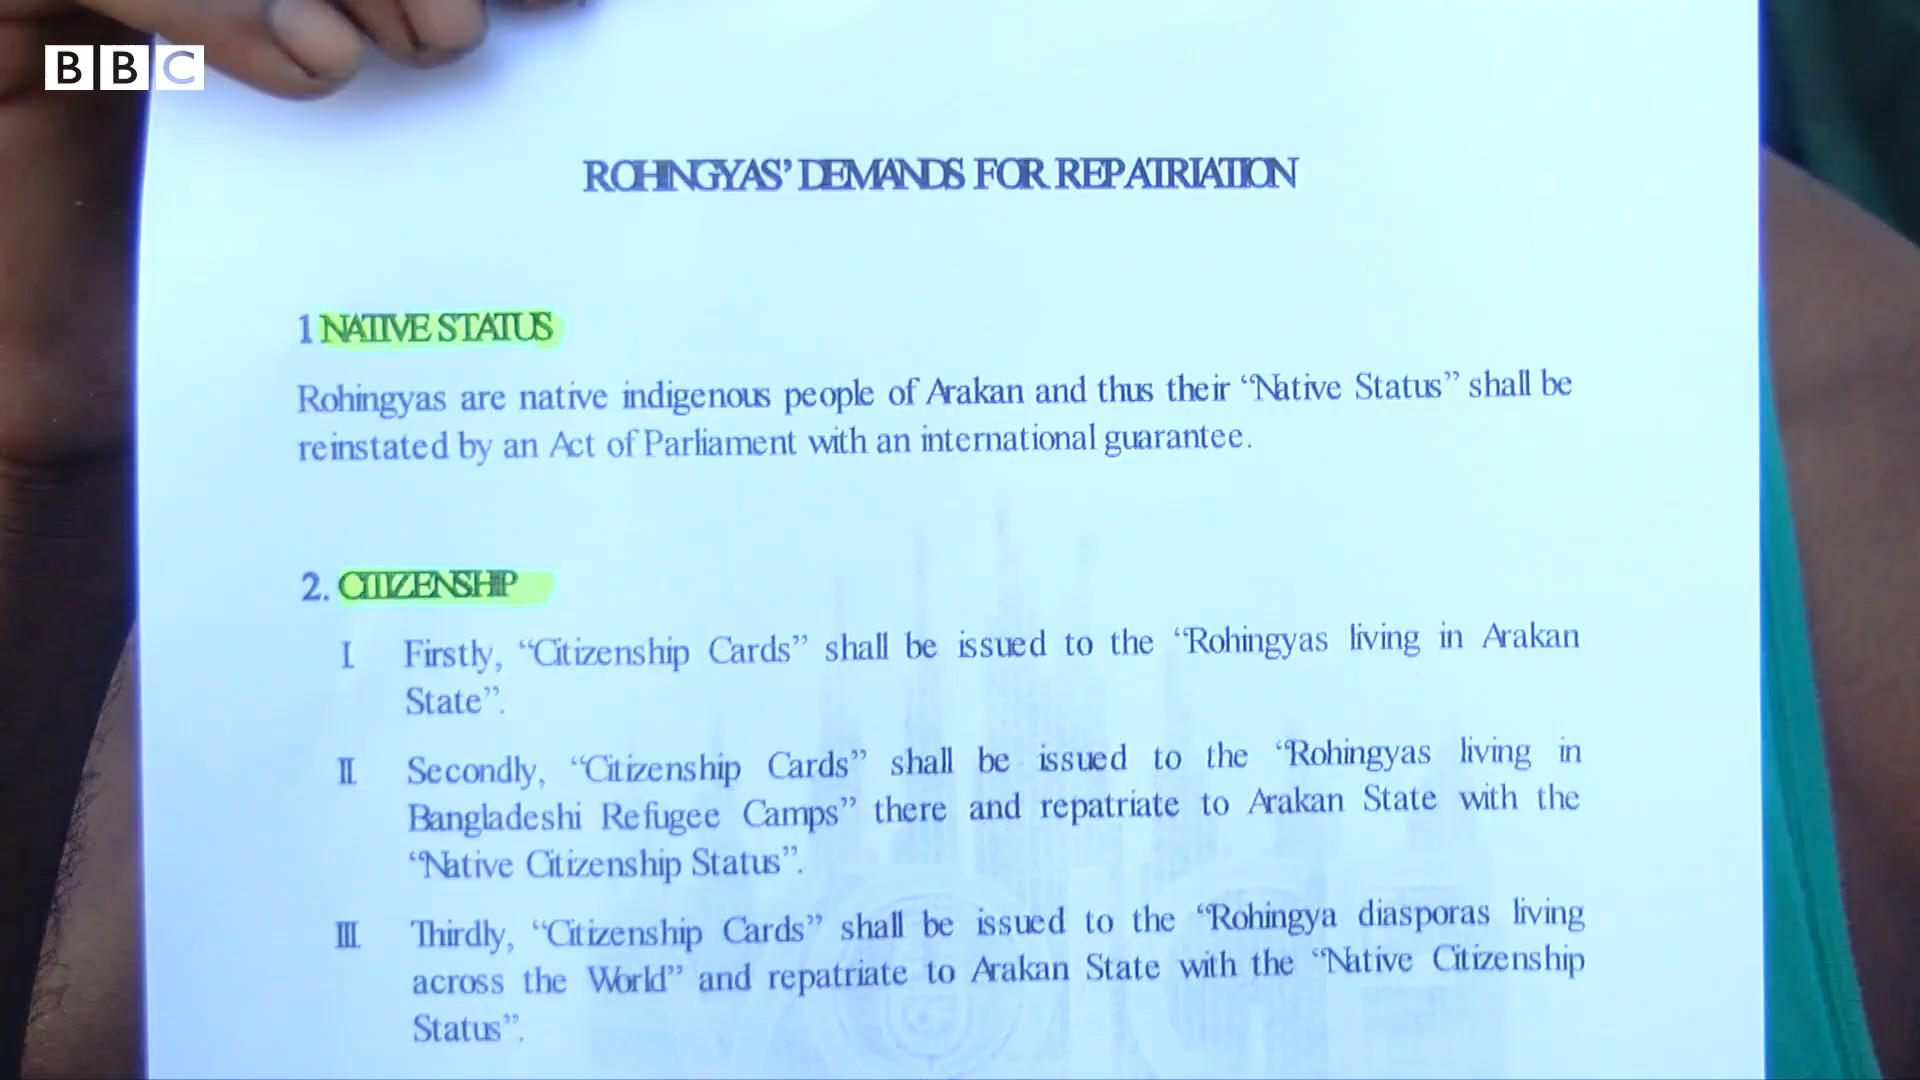 BBC
ROHINGYAS' DEMANDS FOR REPATRIATION
1 NATIVE STATUS
Rohingyas are native indigenous people of Arakan and thus their “Native Status” shall be
reinstated by an Act of Parliament with an international guarantee.
2. CITIZENSHIP
I Firstly, “Citizenship Cards” shall be issued to the “Rohingyas living in Arakan
State”.
II Secondly, “Citizenship Cards” shall be issued to the “Rohingyas living in
Bangladeshi Refugee Camps” there and repatriate to Arakan State with the
“Native Citizenship Status”.
III Thirdly, “Citizenship Cards” shall be issued to the “Rohingya diasporas living
across the World” and repatriate to Arakan State with the “Native Citizenship
Status”.